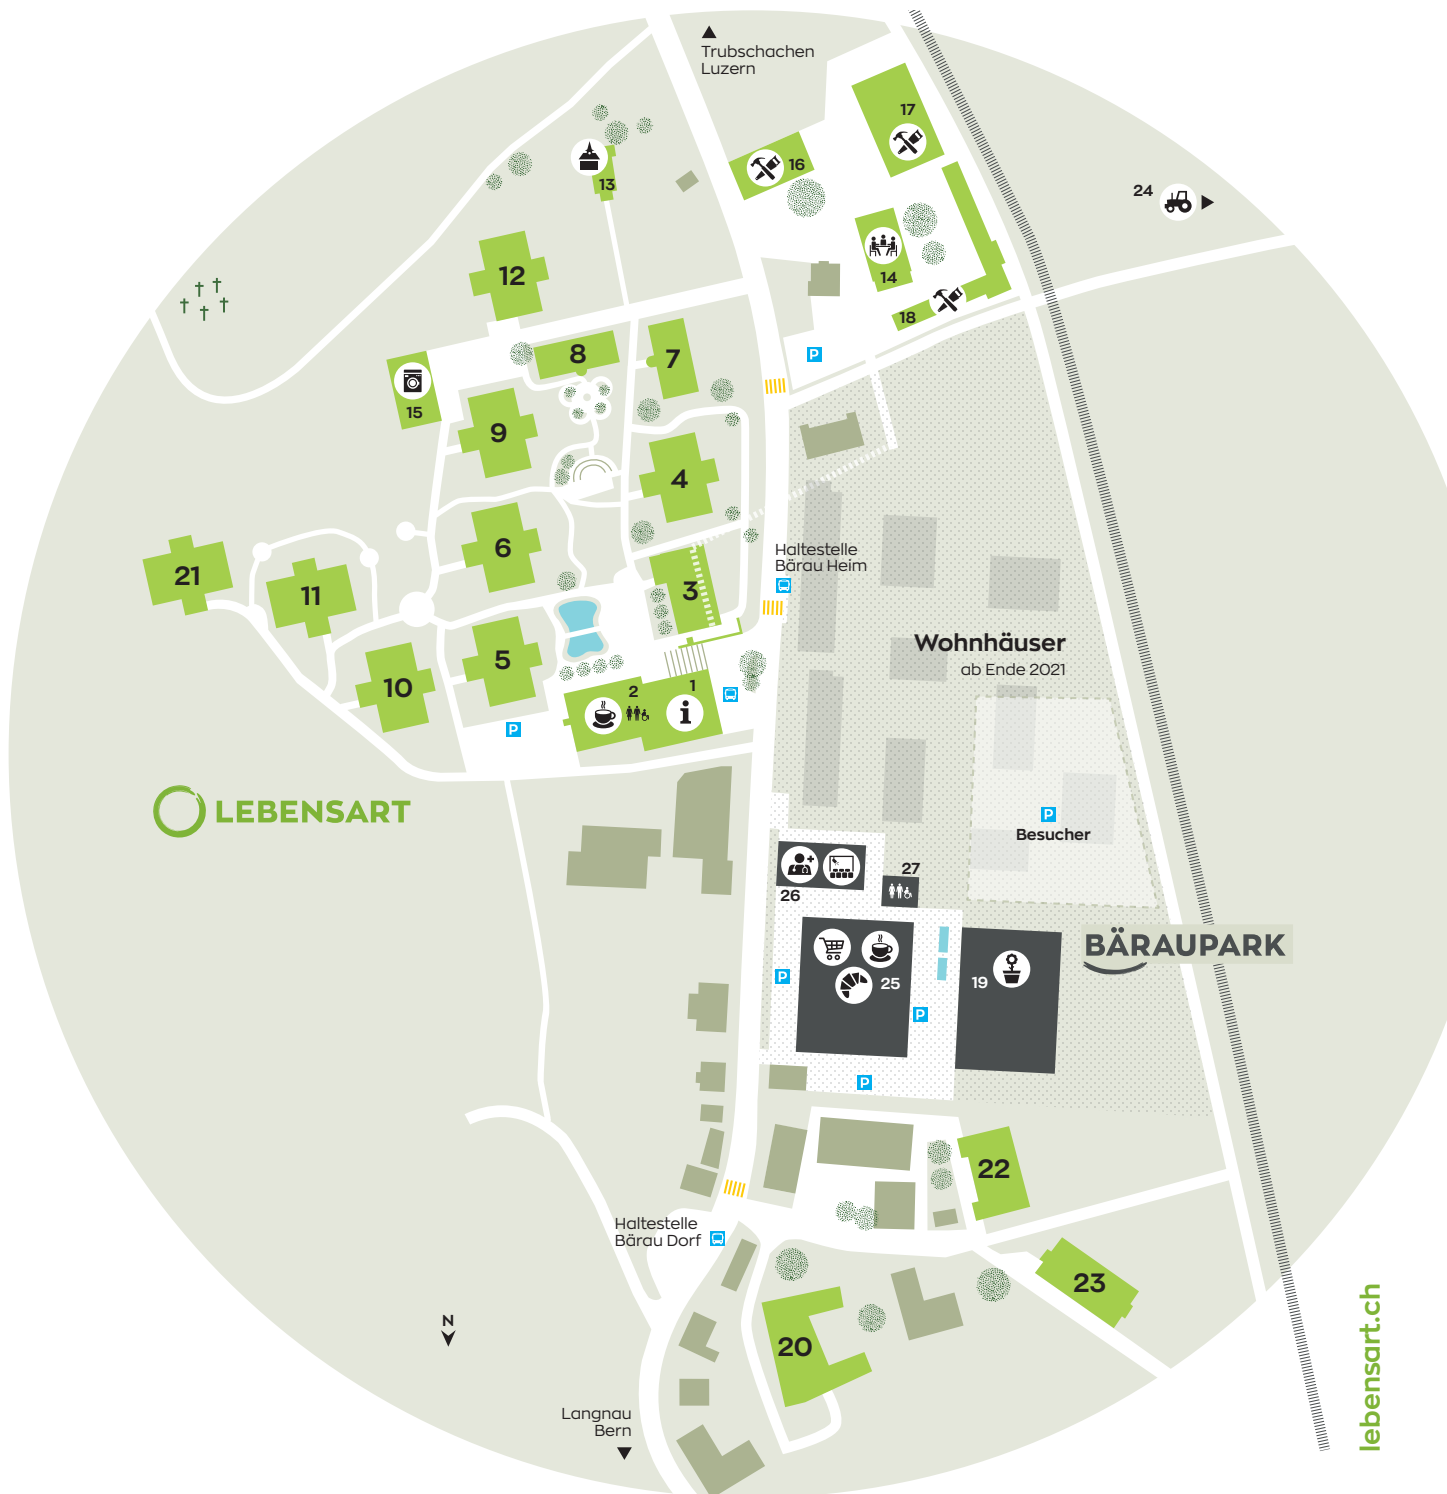 Trubschachen
Luzern
17
16
13
24
12
14
18
8
7
P
15
9
4
6
Haltestelle
Bärau Heim
21
11
3
Wohnhäuser
ab Ende 2021
5
10
2
1
i
P
LEBENSART
P
Besucher
27
26
BÄRAUPARK
25
19
P
P
P
22
Haltestelle
Bärau Dorf
23
N
20
Langnau
Bern
lebensart.ch